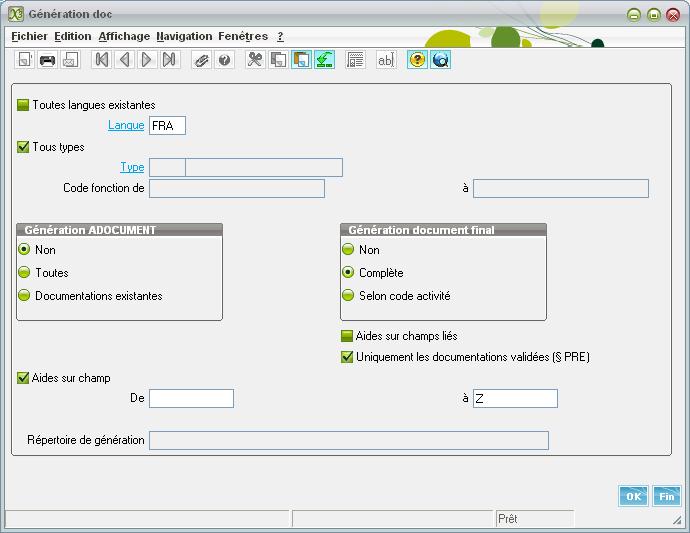 X3 Génération doc
Fichier Edition Affichage Navigation Fenêtres ?
ab
Toutes langues existantes
Langue FRA
Tous types
Type
Code fonction de à
Génération ADOCUMENT
Non
Toutes
Documentations existantes
Génération document final
Non
Complète
Selon code activité
Aides sur champs liés
Uniquement les documentations validées (§ PRE)
Aides sur champ
De à Z
Répertoire de génération
OK Fin
Prêt